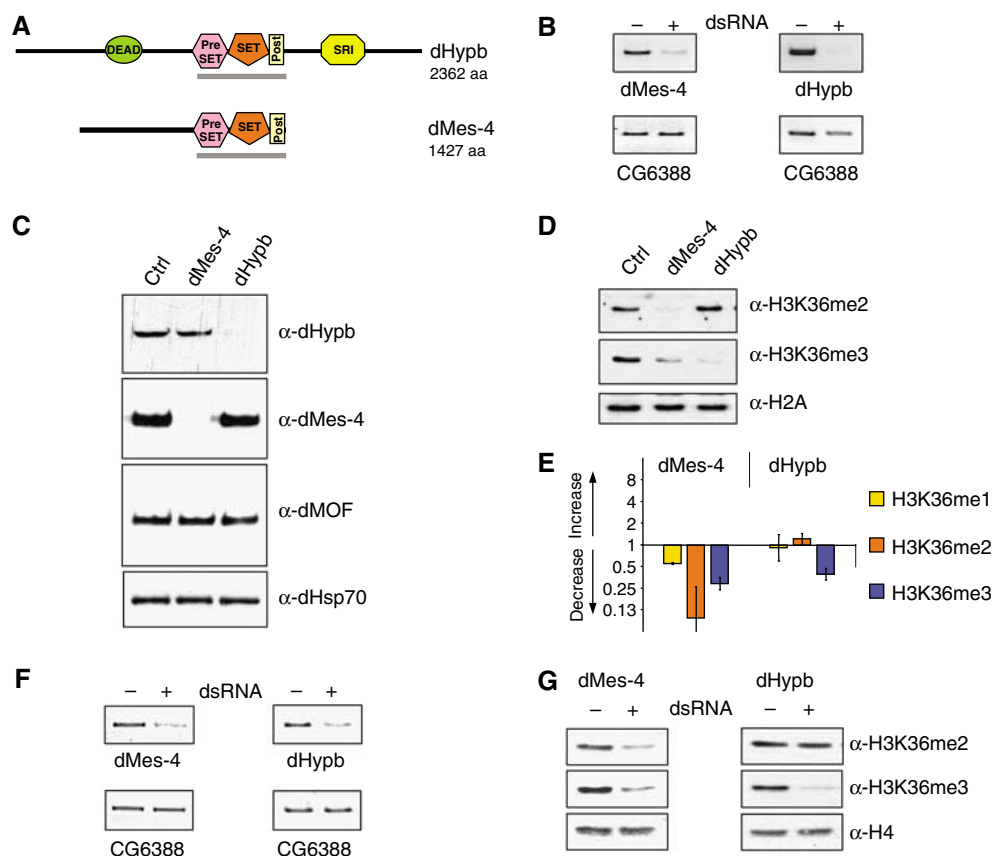 A
DEAD
Pre SET
SET
Post
SRI
dHypb
2362 aa
Pre SET
SET
Post
dMes-4
1427 aa
B
– + dsRNA – +
dMes-4 dHypb
CG6388 CG6388
C
Ctrl dMes-4 dHypb
α-dHypb
α-dMes-4
α-dMOF
α-dHsp70
D
Ctrl dMes-4 dHypb
α-H3K36me2
α-H3K36me3
α-H2A
E
dMes-4 dHypb
Increase
Decrease
8
4
2
1
0.5
0.25
0.13
H3K36me1
H3K36me2
H3K36me3
F
– + dsRNA – +
dMes-4 dHypb
CG6388 CG6388
G
dMes-4 dHypb
– + dsRNA – +
α-H3K36me2
α-H3K36me3
α-H4